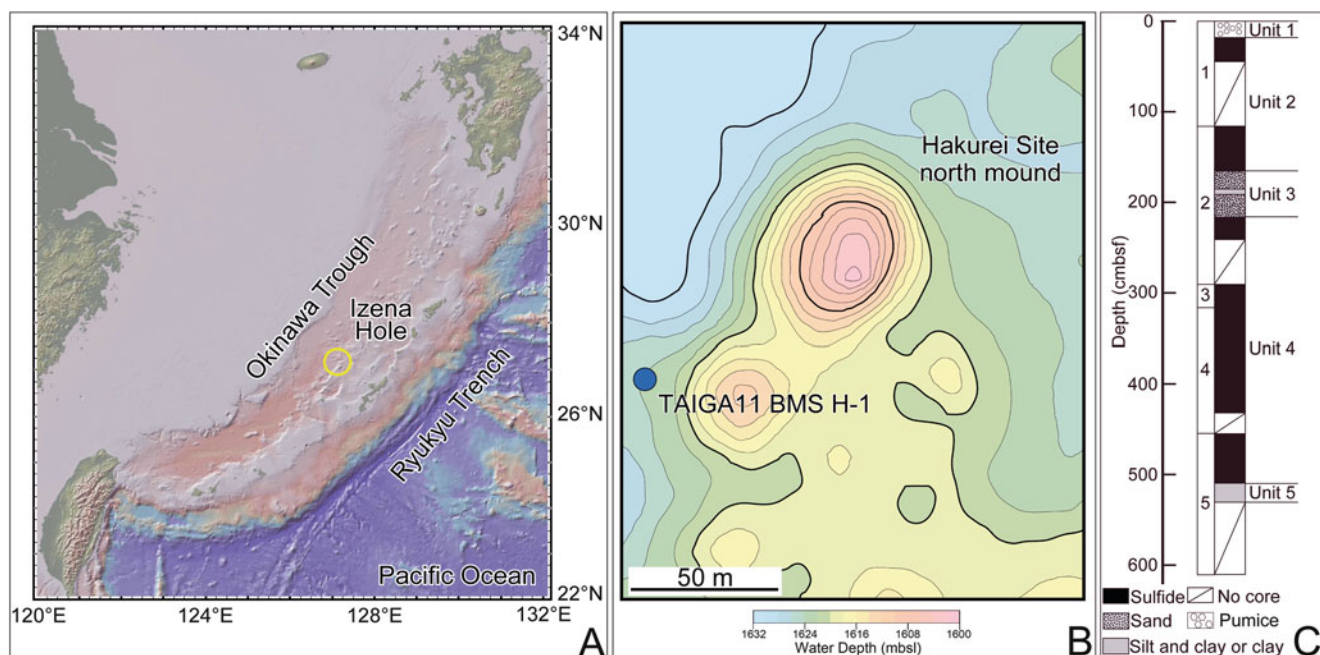 34°N
30°N
26°N
22°N
120°E
124°E
128°E
132°E
Okinawa Trough
Izena
Hole
Ryukyu Trench
Pacific Ocean
A
Hakurei Site
north mound
TAIGA11 BMS H-1
50 m
1632
1624
1616
1608
1600
Water Depth (mbsl)
B
Depth (cmbsf)
0
100
200
300
400
500
600
1
2
3
4
5
Unit 1
Unit 2
Unit 3
Unit 4
Unit 5
Sulfide
No core
Sand
Pumice
Silt and clay or clay
C